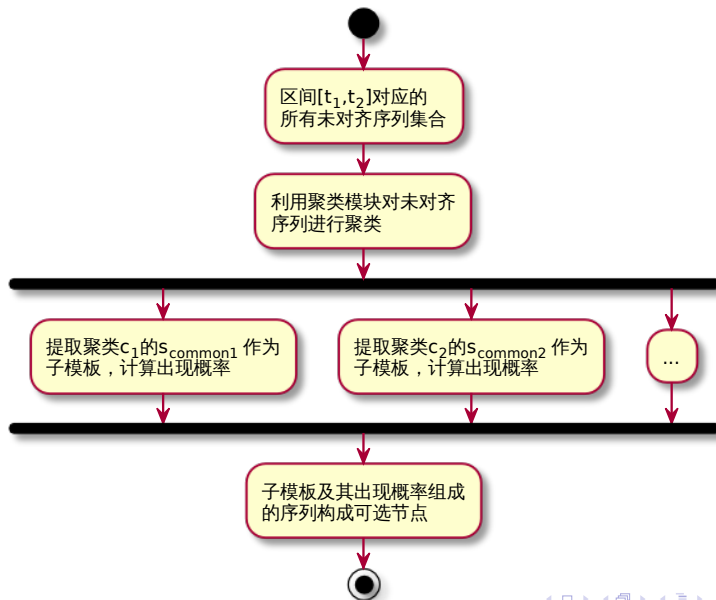 区间[t₁,t₂]对应的
所有未对齐序列集合
利用聚类模块对未对齐
序列进行聚类
提取聚类c₁的s_common1 作为
子模板，计算出现概率
提取聚类c₂的s_common2 作为
子模板，计算出现概率
...
子模板及其出现概率组成
的序列构成可选节点